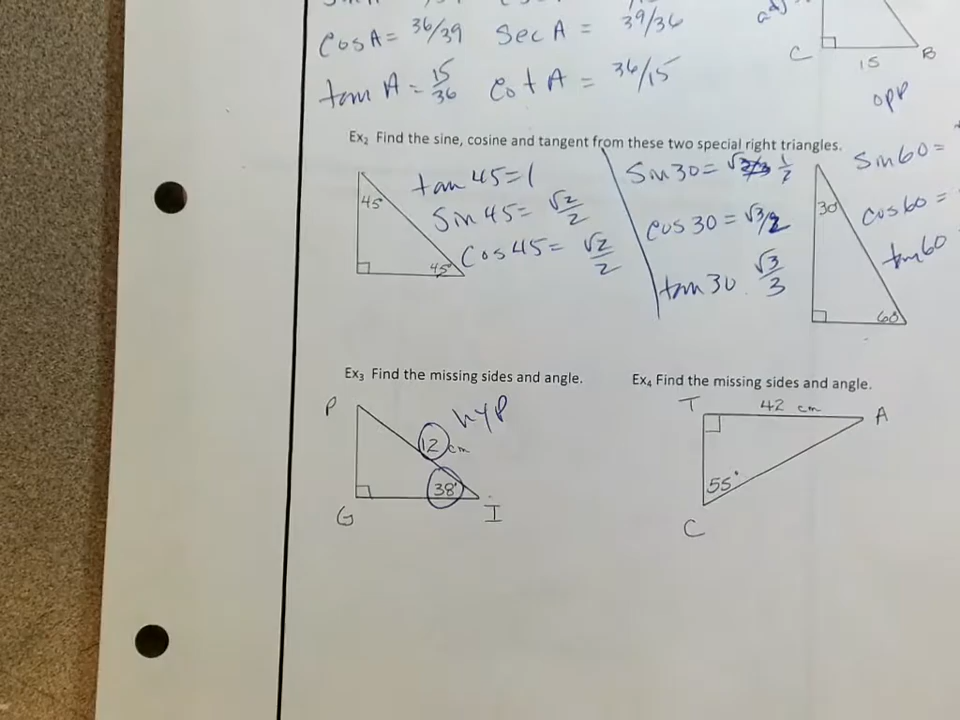 cos A = 36/39 sec A = 39/36
tan A = 15/36 cot A = 36/15
adj
C 15 B
opp
Ex2 Find the sine, cosine and tangent from these two special right triangles.
45°
45°
tan 45 = 1
sin 45 = √2/2
cos 45 = √2/2
sin 30 = 1/2
cos 30 = √3/2
tan 30 √3/3
30
60°
sin 60 =
cos 60 =
tan 60
Ex3 Find the missing sides and angle.
P
hyp
12 cm
38°
G I
Ex4 Find the missing sides and angle.
T 42 cm A
55°
C